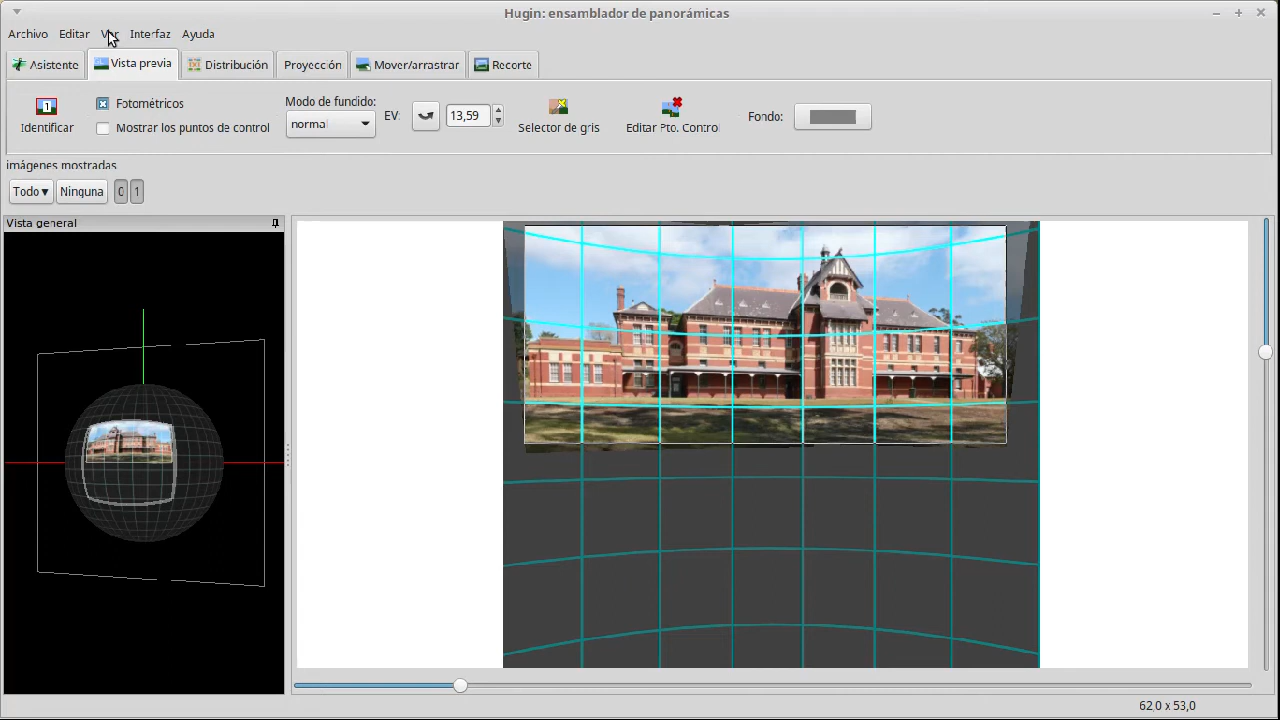 Hugin: ensamblador de panorámicas
Archivo Editar Ver Interfaz Ayuda
Asistente Vista previa Distribución Proyección Mover/arrastrar Recorte
1 Identificar
Fotométricos
Mostrar los puntos de control
Modo de fundido:
normal
EV: 13,59
Selector de gris
Editar Pto. Control
Fondo:
imágenes mostradas
Todo▾ Ninguna 0 1
Vista general
62,0 x 53,0